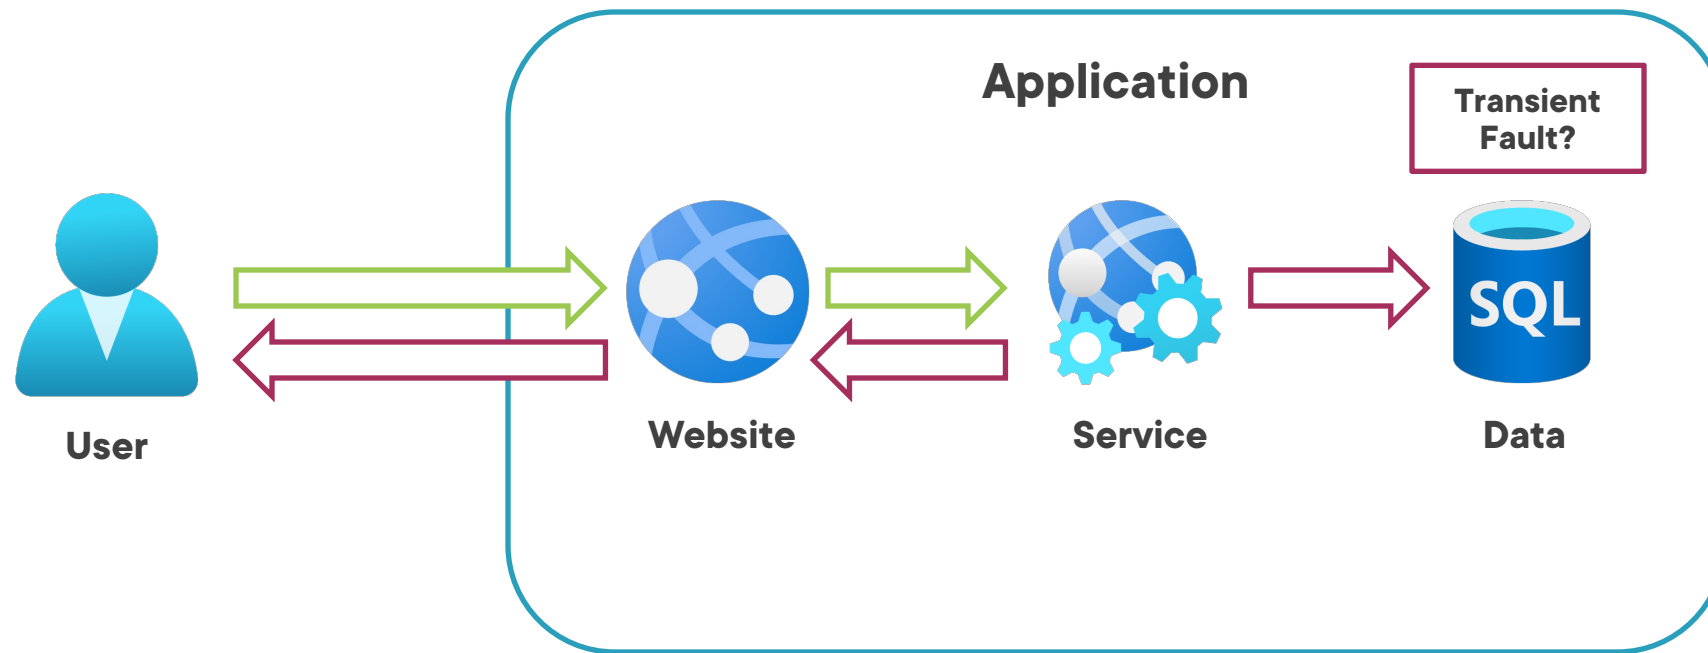 Application
Transient
Fault?
SQL
User
Website
Service
Data